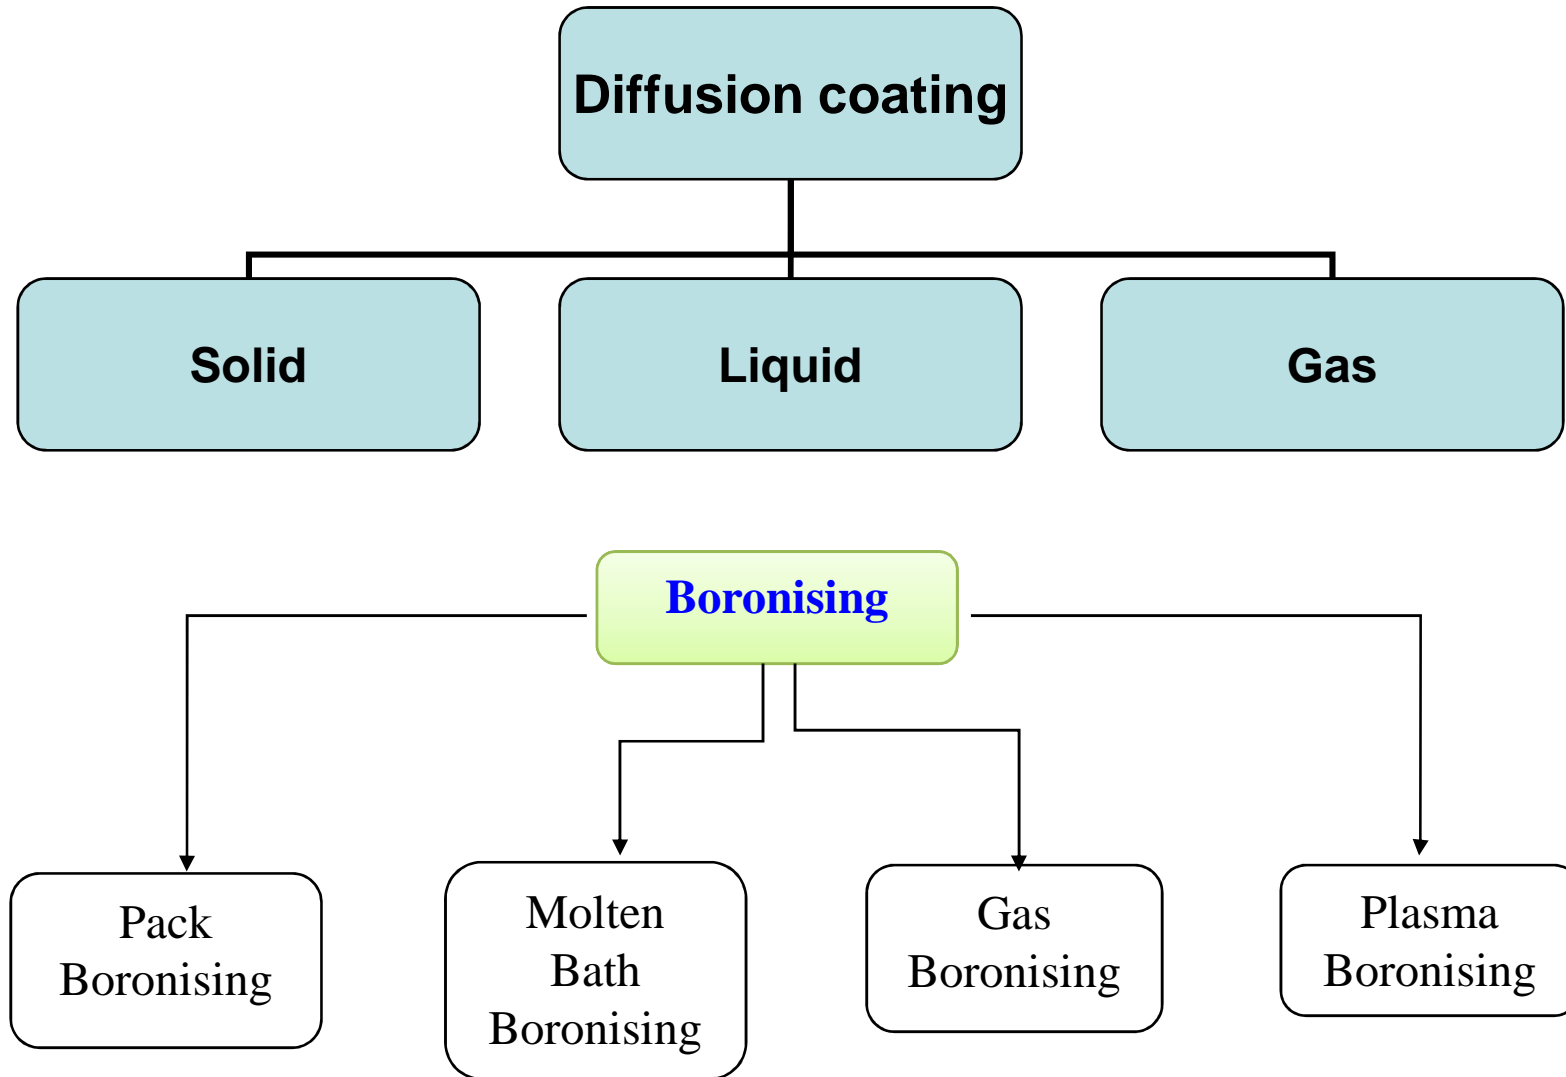 Diffusion coating
Solid
Liquid
Gas
Boronising
Pack
Boronising
Molten
Bath
Boronising
Gas
Boronising
Plasma
Boronising